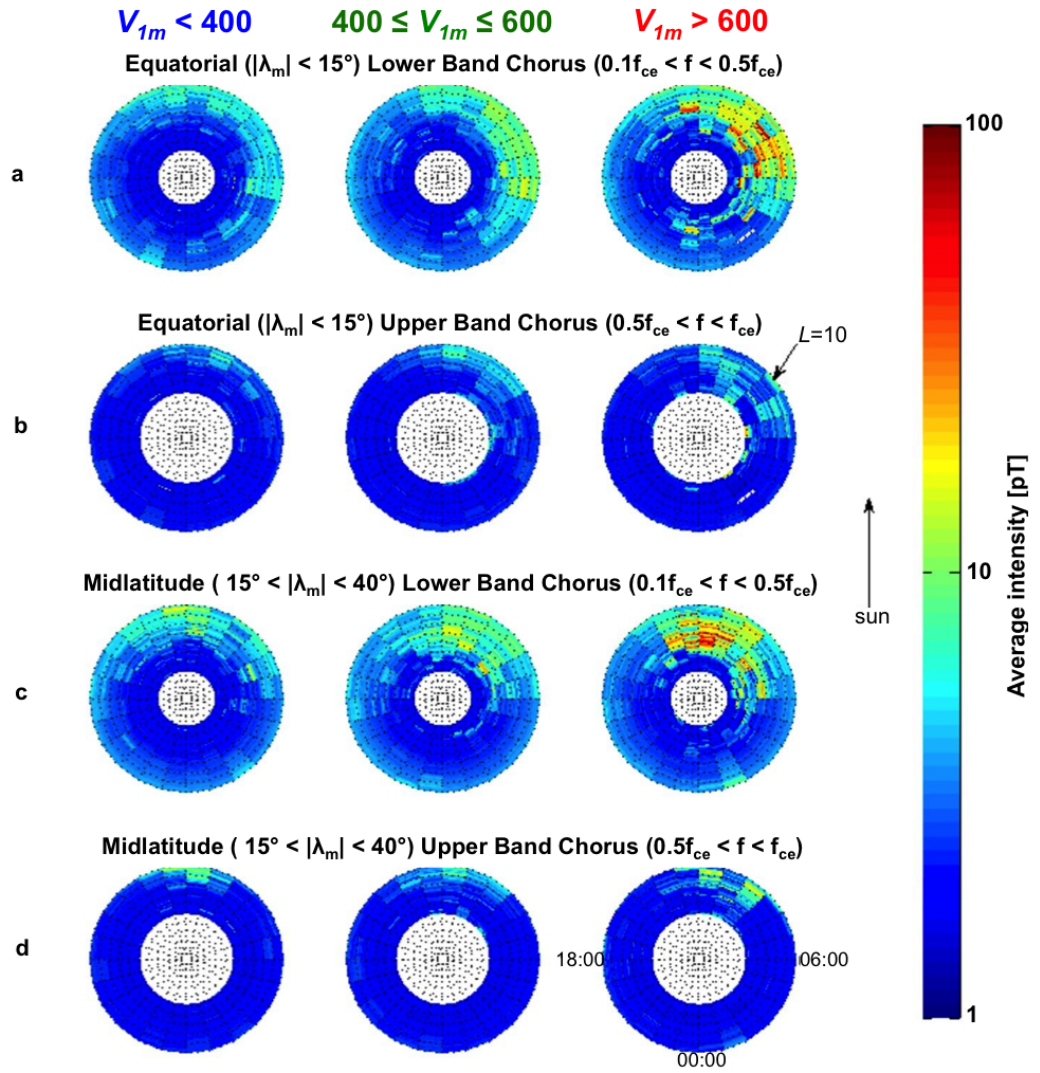 V1m < 400 400 ≤ V1m ≤ 600 V1m > 600
Equatorial (|λm| < 15°) Lower Band Chorus (0.1fce < f < 0.5fce)
a
100
Equatorial (|λm| < 15°) Upper Band Chorus (0.5fce < f < fce)
L=10
b
10
Average intensity [pT]
sun
Midlatitude ( 15° < |λm| < 40°) Lower Band Chorus (0.1fce < f < 0.5fce)
c
Midlatitude ( 15° < |λm| < 40°) Upper Band Chorus (0.5fce < f < fce)
d
18:00 06:00
1
00:00